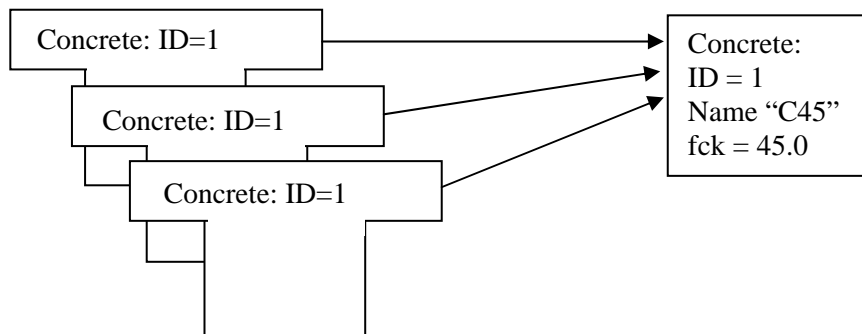 Concrete: ID=1
Concrete: ID=1
Concrete: ID=1
Concrete:
ID = 1
Name “C45”
fck = 45.0